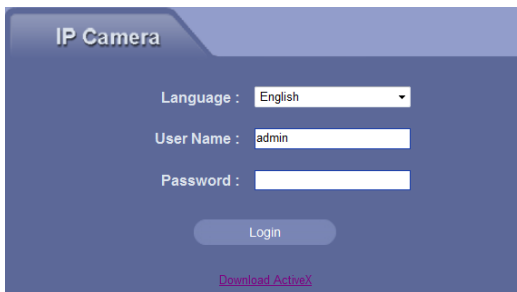 IP Camera
Language : English
User Name : admin
Password :
Login
Download ActiveX